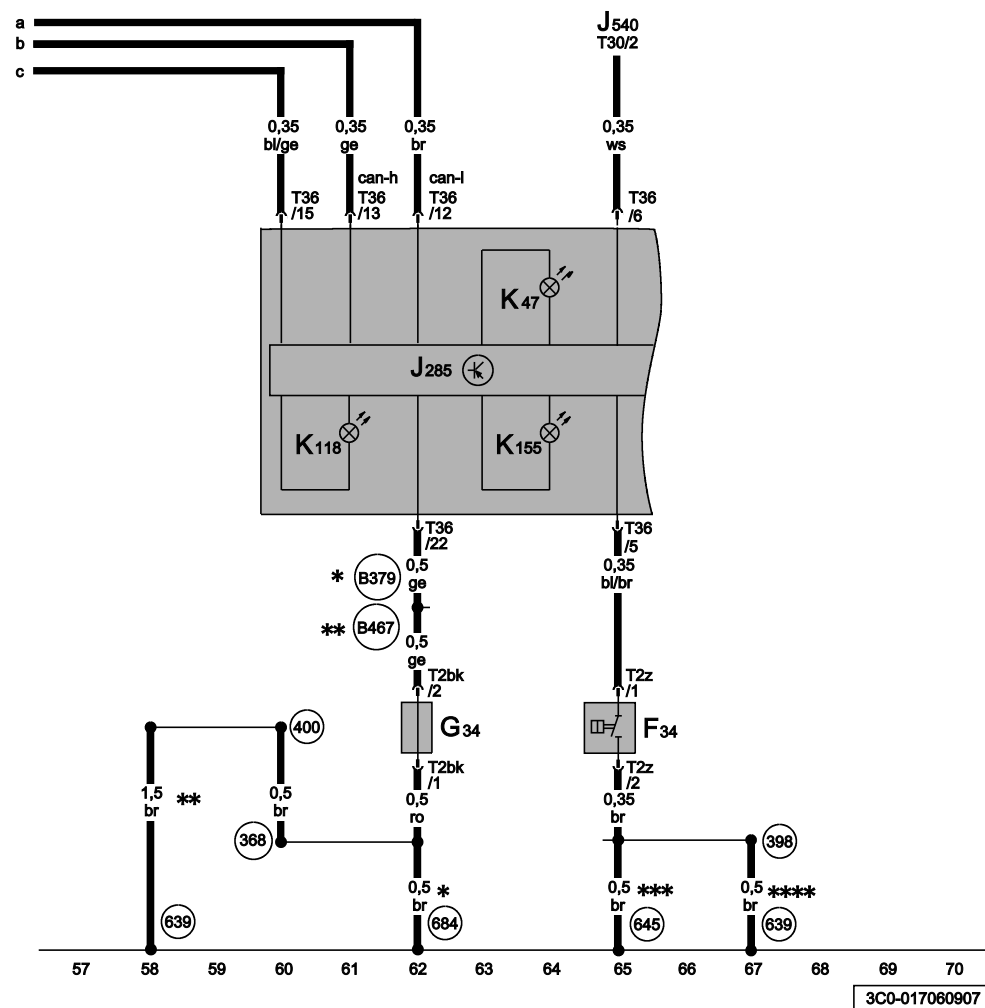 a
b
c
J540
T30/2
0,35
bl/ge
0,35
ge
0,35
br
0,35
ws
can-h
can-l
T36
/15
T36
/13
T36
/12
T36
/6
K47
J285
K118
K155
T36
/22
T36
/5
0,5
ge
0,35
bl/br
* B379
** B467
0,5
ge
T2bk
/2
T2z
/1
400
G34
F34
T2bk
/1
T2z
/2
1,5
br
**
0,5
br
0,5
ro
0,35
br
368
398
0,5
br
*
0,5
br
***
0,5
br
****
639
684
645
639
57 58 59 60 61 62 63 64 65 66 67 68 69 70
3C0-017060907